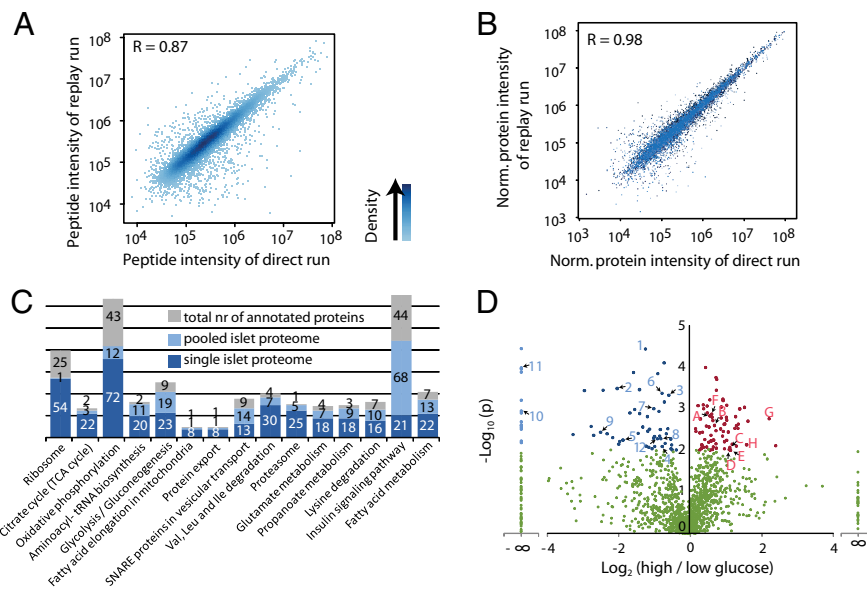 A
R = 0.87
10⁸
10⁷
10⁶
10⁵
10⁴
Peptide intensity of replay run
10⁴ 10⁵ 10⁶ 10⁷ 10⁸
Peptide intensity of direct run
Density
B
R = 0.98
10⁸
10⁷
10⁶
10⁵
10⁴
10³
Norm. protein intensity
of replay run
10³ 10⁴ 10⁵ 10⁶ 10⁷ 10⁸
Norm. protein intensity of direct run
C
total nr of annotated proteins
pooled islet proteome
single islet proteome
25 2 43 2 9 1 1 9 4 1 4 3 7 44 7
1 3 12 11 19 1 1 14 7 5 7 9 10 68 13
54 22 72 20 23 8 8 13 30 25 18 18 16 21 22
Ribosome
Citrate cycle (TCA cycle)
Oxidative phosphorylation
Aminoacyl- tRNA biosynthesis
Glycolysis / Gluconeogenesis
Fatty acid elongation in mitochondria
Protein export
SNARE proteins in vesicular transport
Val, Leu and Ile degradation
Proteasome
Glutamate metabolism
Propanoate metabolism
Lysine degradation
Insulin signaling pathway
Fatty acid metabolism
D
5
4
3
2
1
0
-Log₁₀ (p)
1
11
2
6
3
7
10
9
5
8
12
4
F
A
B
G
C
H
E
D
- ∞ -4 -2 0 2 4 ∞
Log₂ (high / low glucose)